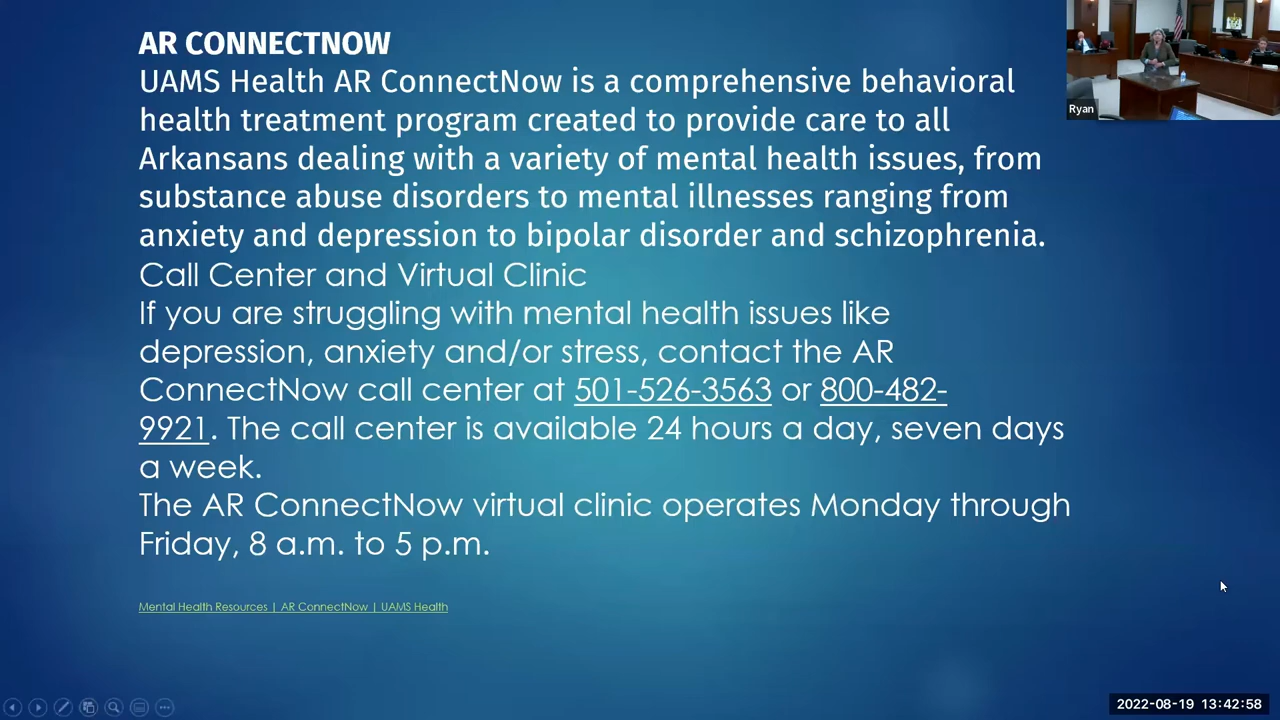 AR CONNECTNOW
UAMS Health AR ConnectNow is a comprehensive behavioral
health treatment program created to provide care to all
Arkansans dealing with a variety of mental health issues, from
substance abuse disorders to mental illnesses ranging from
anxiety and depression to bipolar disorder and schizophrenia.
Call Center and Virtual Clinic
If you are struggling with mental health issues like
depression, anxiety and/or stress, contact the AR
ConnectNow call center at 501-526-3563 or 800-482-
9921. The call center is available 24 hours a day, seven days
a week.
The AR ConnectNow virtual clinic operates Monday through
Friday, 8 a.m. to 5 p.m.
Mental Health Resources | AR ConnectNow | UAMS Health
Ryan
2022-08-19 13:42:58